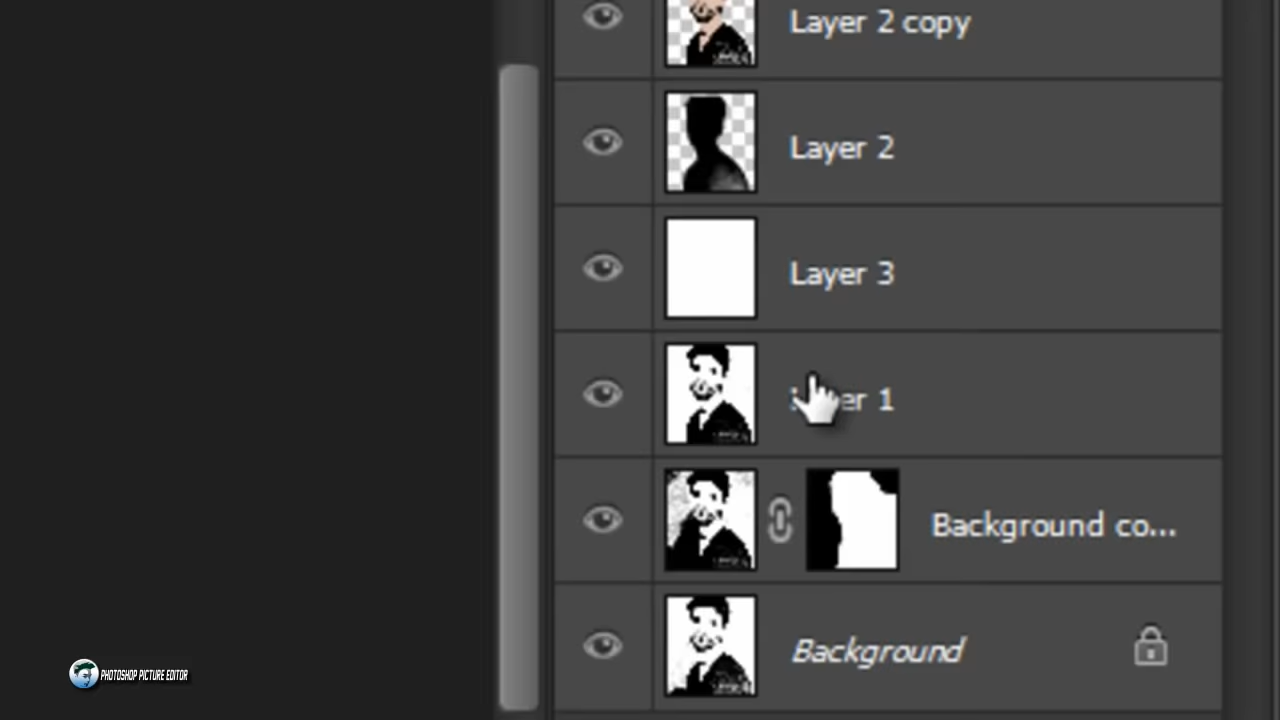 Layer 2 copy
Layer 2
Layer 3
er 1
Background co...
Background
PHOTOSHOP PICTURE EDITOR